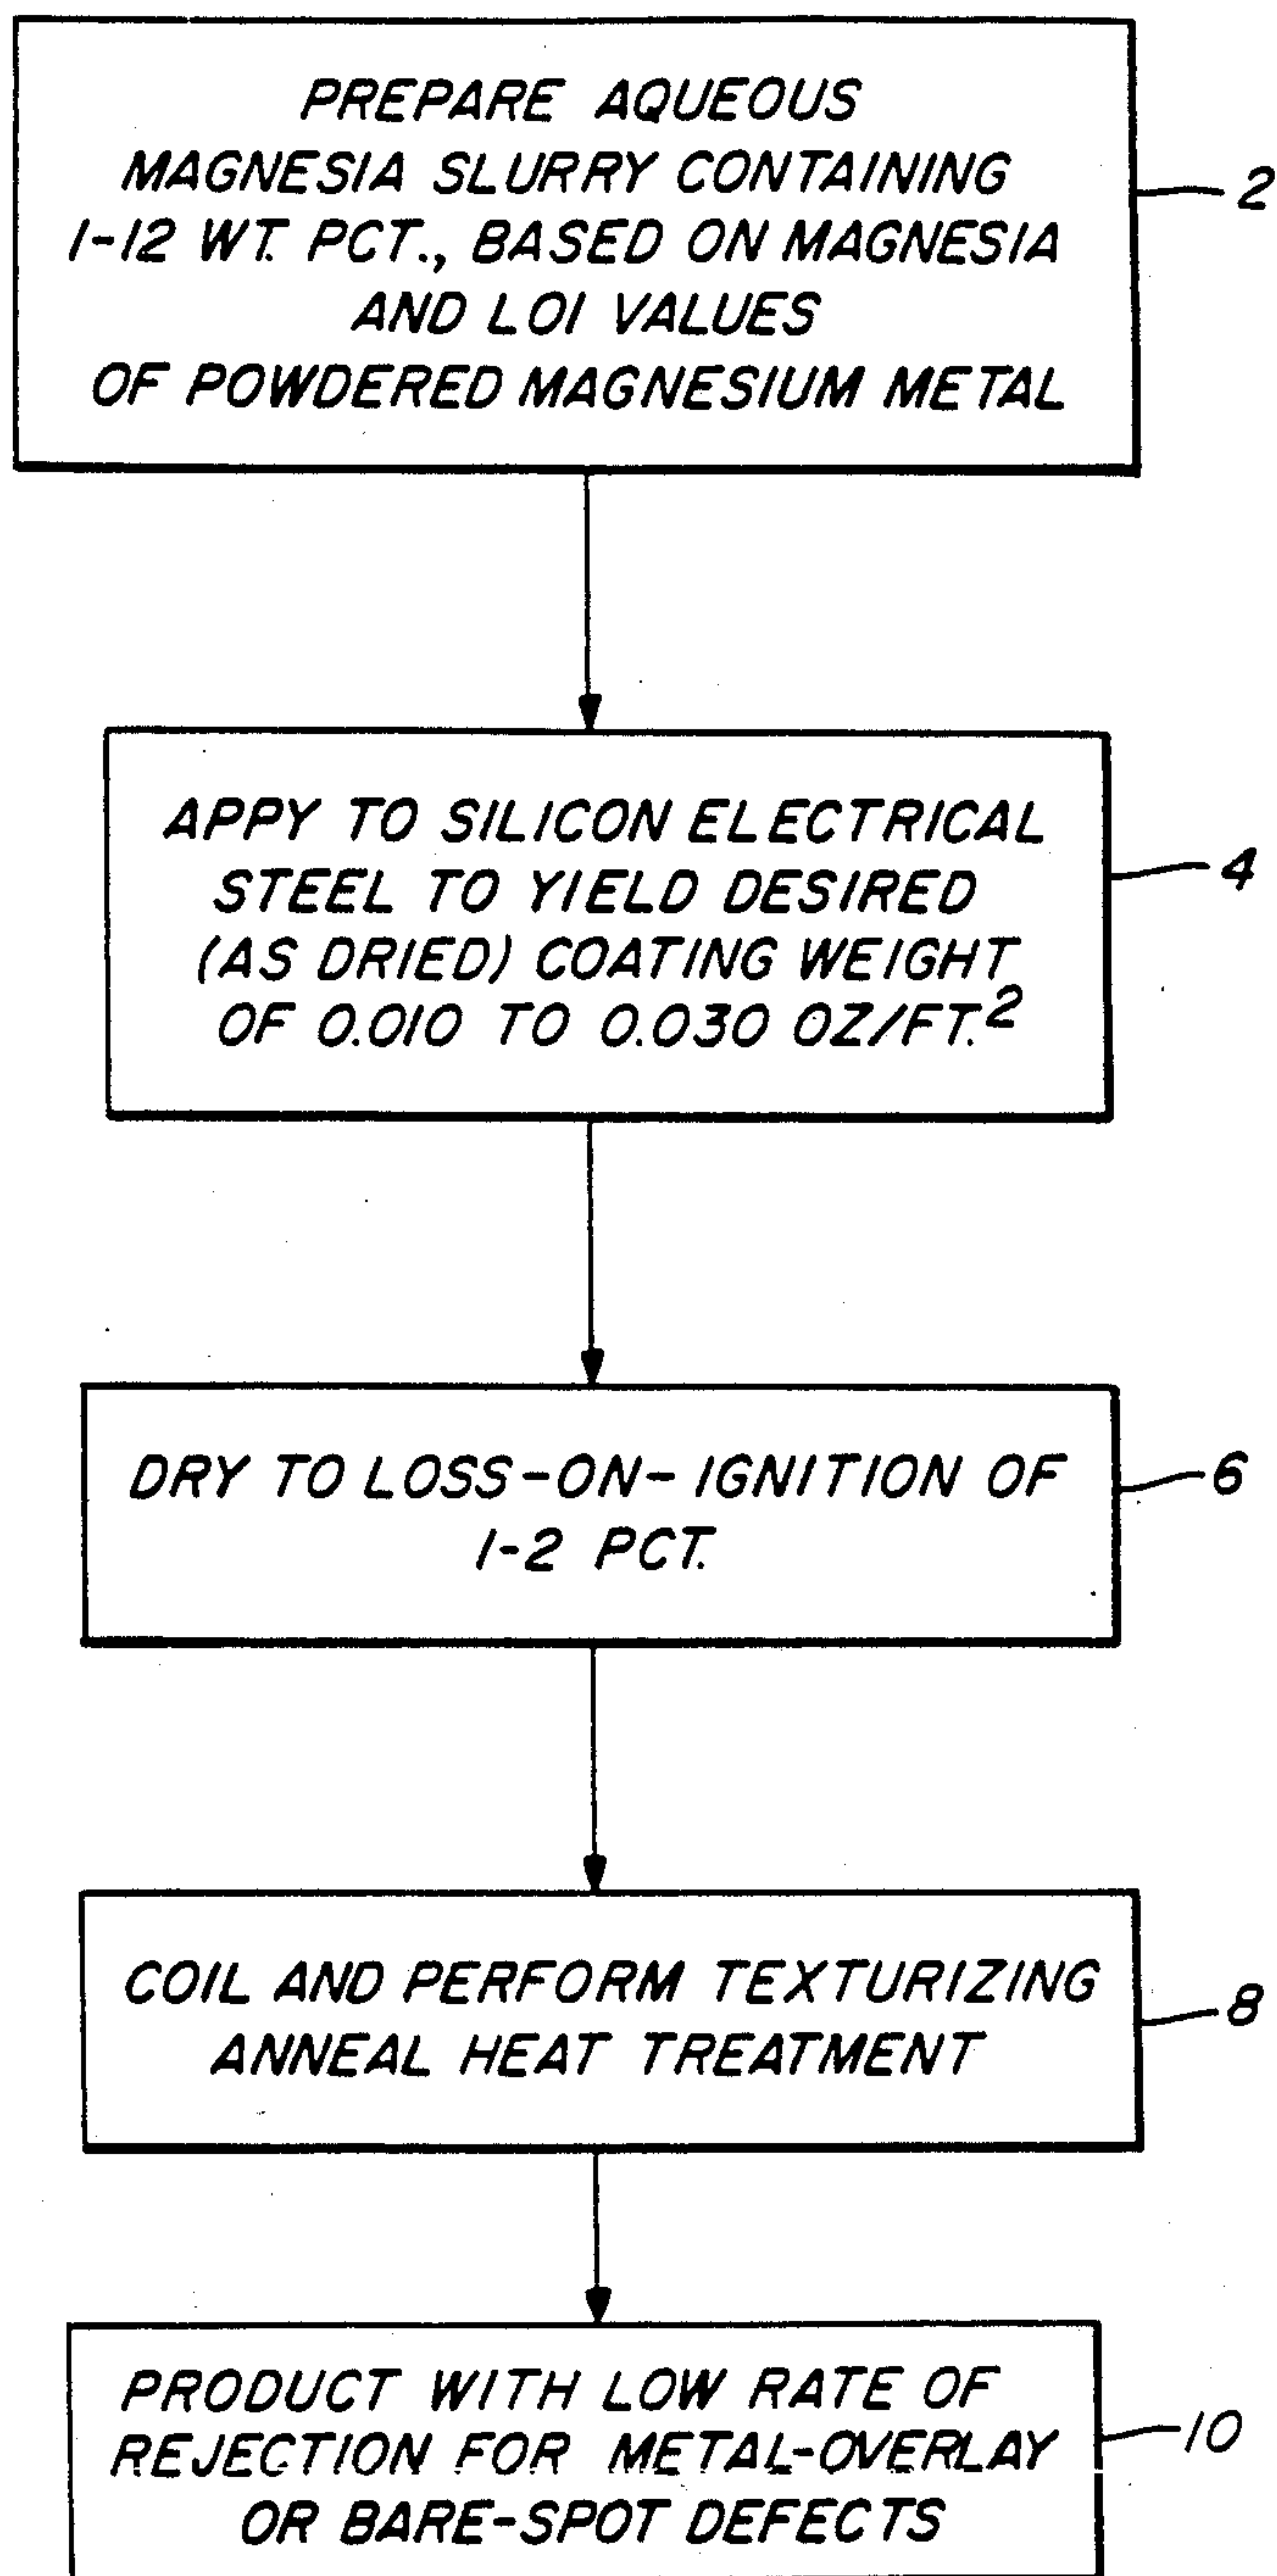 PREPARE AQUEOUS
MAGNESIA SLURRY CONTAINING
1-12 WT. PCT., BASED ON MAGNESIA
AND LOI VALUES
OF POWDERED MAGNESIUM METAL
2
APPY TO SILICON ELECTRICAL
STEEL TO YIELD DESIRED
(AS DRIED) COATING WEIGHT
OF 0.010 TO 0.030 OZ/FT.2
4
DRY TO LOSS-ON-IGNITION OF
1-2 PCT.
6
COIL AND PERFORM TEXTURIZING
ANNEAL HEAT TREATMENT
8
PRODUCT WITH LOW RATE OF
REJECTION FOR METAL-OVERLAY
OR BARE-SPOT DEFECTS
10